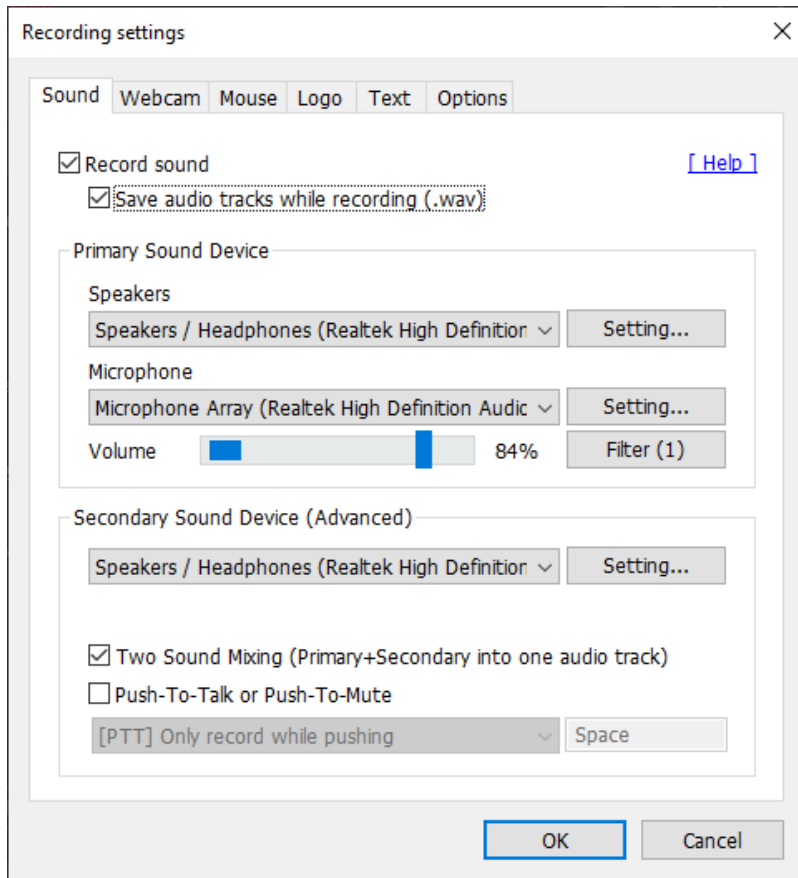 Recording settings
Sound Webcam Mouse Logo Text Options
Record sound [ Help ]
Save audio tracks while recording (.wav)
Primary Sound Device
Speakers
Speakers / Headphones (Realtek High Definition Setting...
Microphone
Microphone Array (Realtek High Definition Audic Setting...
Volume 84% Filter (1)
Secondary Sound Device (Advanced)
Speakers / Headphones (Realtek High Definition Setting...
Two Sound Mixing (Primary+Secondary into one audio track)
Push-To-Talk or Push-To-Mute
[PTT] Only record while pushing Space
OK Cancel